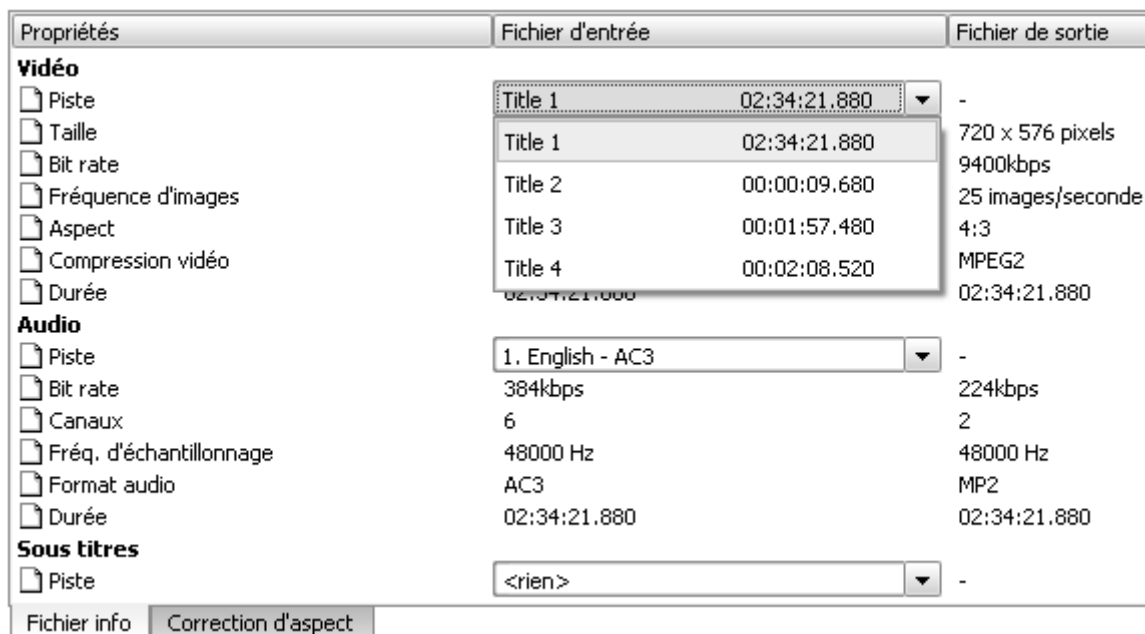 Propriétés Fichier d'entrée Fichier de sortie
Vidéo
Piste Title 1 02:34:21.880 -
Taille Title 1 02:34:21.880 720 x 576 pixels
Bit rate 9400kbps
Fréquence d'images Title 2 00:00:09.680 25 images/seconde
Aspect Title 3 00:01:57.480 4:3
Compression vidéo Title 4 00:02:08.520 MPEG2
Durée 02:34:21.880 02:34:21.880
Audio
Piste 1. English - AC3 -
Bit rate 384kbps 224kbps
Canaux 6 2
Fréq. d'échantillonnage 48000 Hz 48000 Hz
Format audio AC3 MP2
Durée 02:34:21.880 02:34:21.880
Sous titres
Piste <rien> -
Fichier info Correction d'aspect